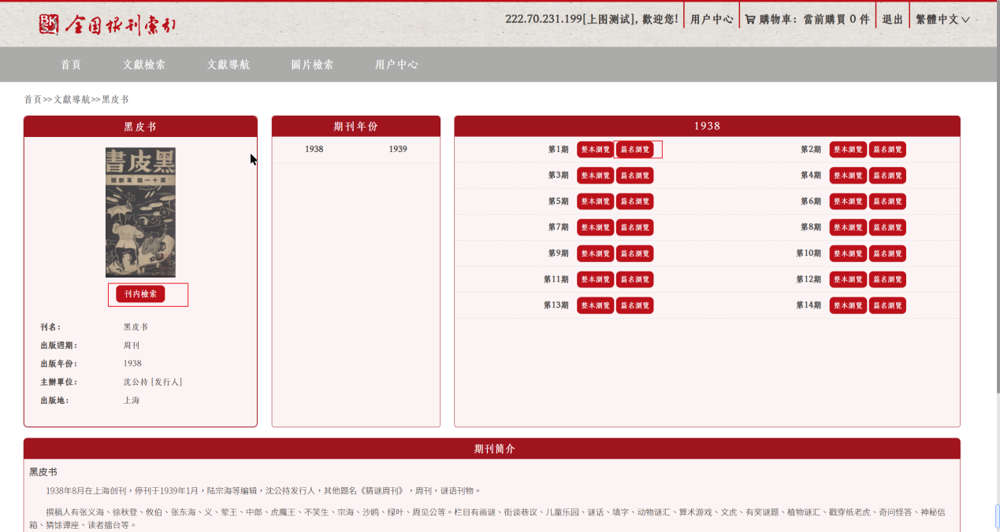 BK
全国报刊索引
222.70.231.199[上图测试], 歡迎您!
用户中心
購物車: 當前購買 0 件
退出
繁體中文
首頁
文獻檢索
文獻導航
圖片檢索
用户中心
首頁>>文獻導航>>黑皮书
黑皮书
書皮黑
號新革 期一十第
刊内檢索
刊名: 黑皮书
出版週期: 周刊
出版年份: 1938
主辦單位: 沈公持 [发行人]
出版地: 上海
期刊年份
1938 1939
1938
第1期 整本瀏覽 篇名瀏覽 第2期 整本瀏覽 篇名瀏覽
第3期 整本瀏覽 篇名瀏覽 第4期 整本瀏覽 篇名瀏覽
第5期 整本瀏覽 篇名瀏覽 第6期 整本瀏覽 篇名瀏覽
第7期 整本瀏覽 篇名瀏覽 第8期 整本瀏覽 篇名瀏覽
第9期 整本瀏覽 篇名瀏覽 第10期 整本瀏覽 篇名瀏覽
第11期 整本瀏覽 篇名瀏覽 第12期 整本瀏覽 篇名瀏覽
第13期 整本瀏覽 篇名瀏覽 第14期 整本瀏覽 篇名瀏覽
期刊簡介
黑皮书
1938年8月在上海创刊，停刊于1939年1月，陆宗海等编辑，沈公持发行人，其他题名《猜谜周刊》，周刊，谜语刊物。
撰稿人有张义海、徐秋登、攸伯、张东海、义、荤王、中郎、虎魔王、不笑生、宗海、沙鸥、绿叶、周见公等。栏目有画谜、街谈巷议、儿童乐园、谜话、填字、动物谜汇、算术游戏、文虎、有奖谜题、植物谜汇、戳穿纸老虎、奇问怪答、神秘信
箱、猜馀谭座、读者擂台等。